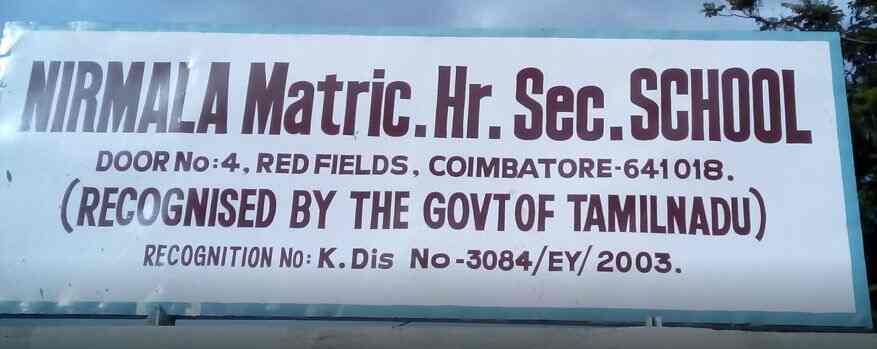 NIRMALA Matric. Hr. Sec. SCHOOL
DOOR No:4, RED FIELDS, COIMBATORE-641018.
(RECOGNISED BY THE GOVT OF TAMILNADU)
RECOGNITION NO: K. Dis No-3084/EY/2003.